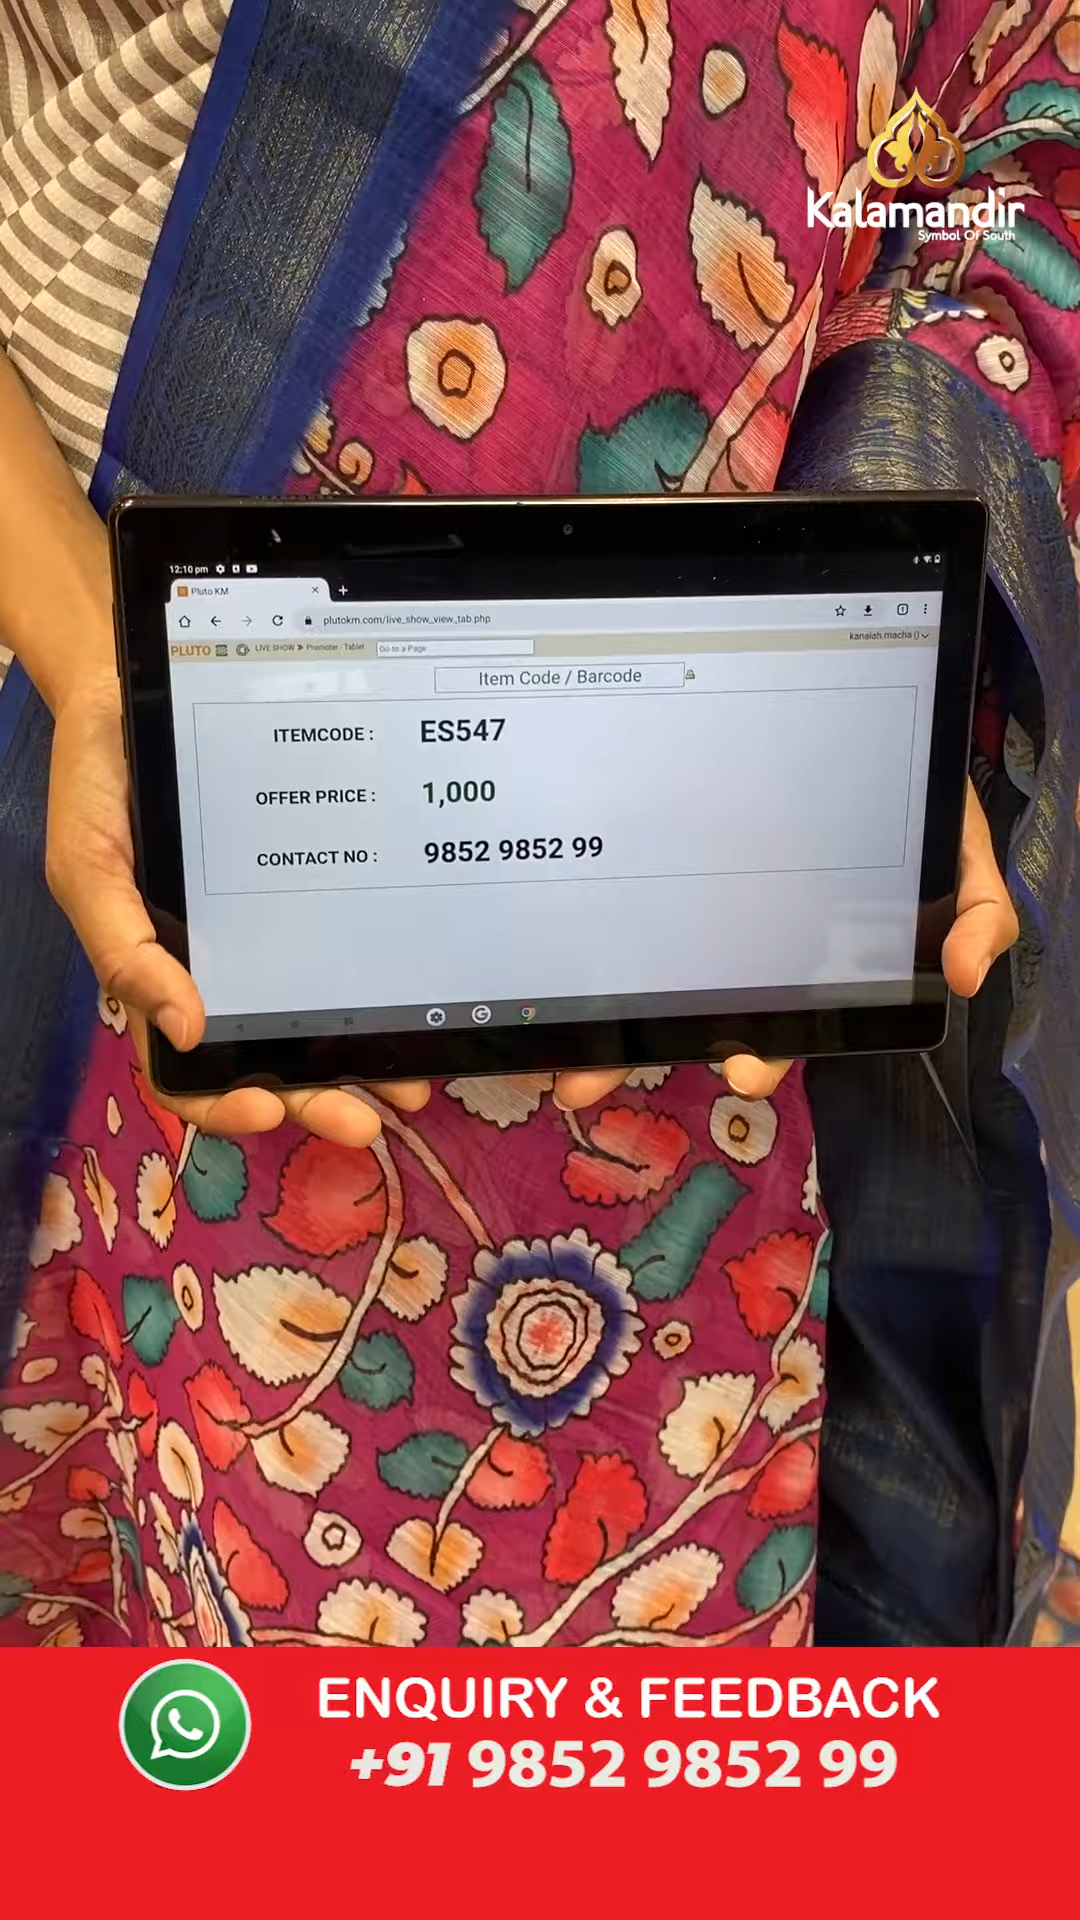 Kalamandir
Symbol Of South
12:10 pm
Pluto KM
plutokm.com/live_show_view_tab.php
kanaiah.macha ()
PLUTO
LIVE SHOW » Promoter - Tablet
Go to a Page
Item Code / Barcode
ITEMCODE : ES547
OFFER PRICE : 1,000
CONTACT NO : 9852 9852 99
ENQUIRY & FEEDBACK
+91 9852 9852 99